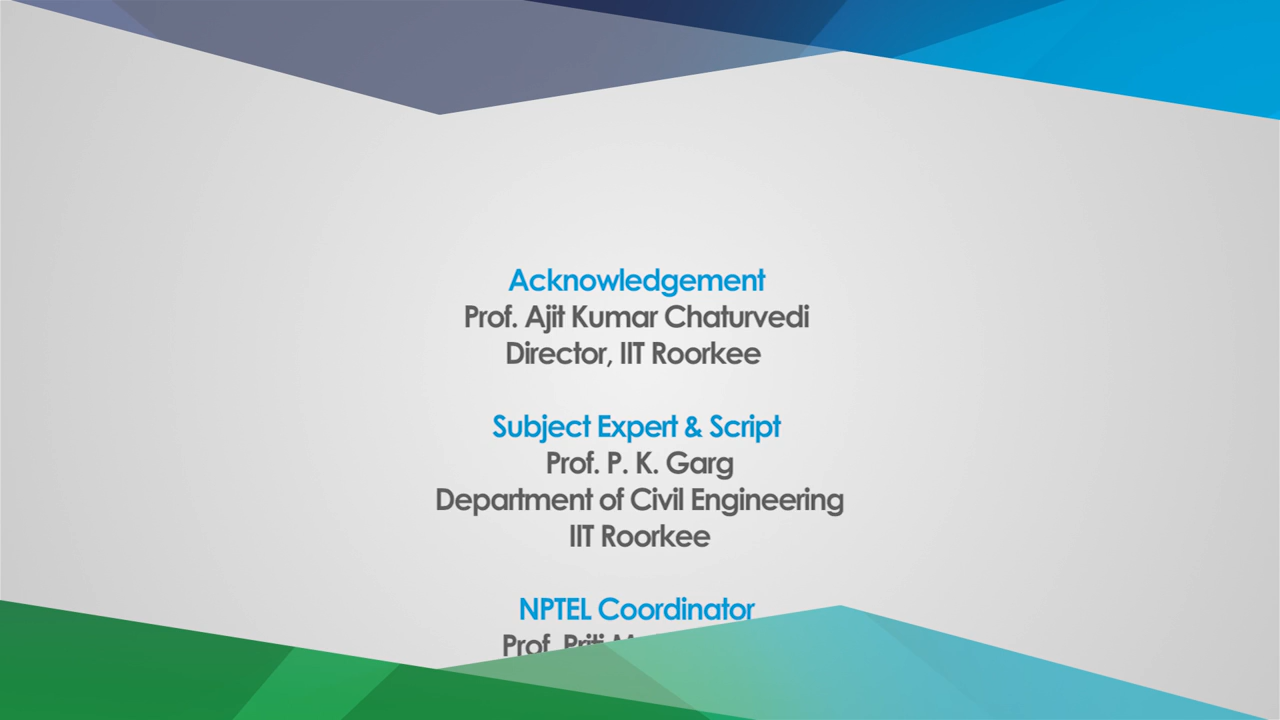 Acknowledgement
Prof. Ajit Kumar Chaturvedi
Director, IIT Roorkee
Subject Expert & Script
Prof. P. K. Garg
Department of Civil Engineering
IIT Roorkee
NPTEL Coordinator
Prof. Priti